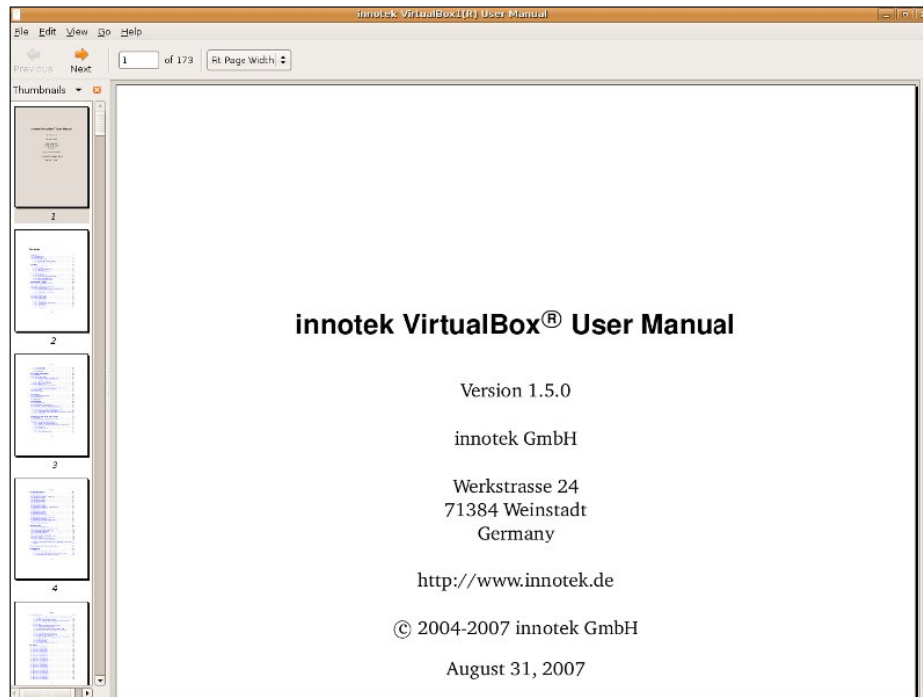 innotek VirtualBox1(R) User Manual
File Edit View Go Help
Previous Next
1 of 173 Fit Page Width
Thumbnails
1
2
3
4
innotek VirtualBox® User Manual
Version 1.5.0
innotek GmbH
Werkstrasse 24
71384 Weinstadt
Germany
http://www.innotek.de
© 2004-2007 innotek GmbH
August 31, 2007